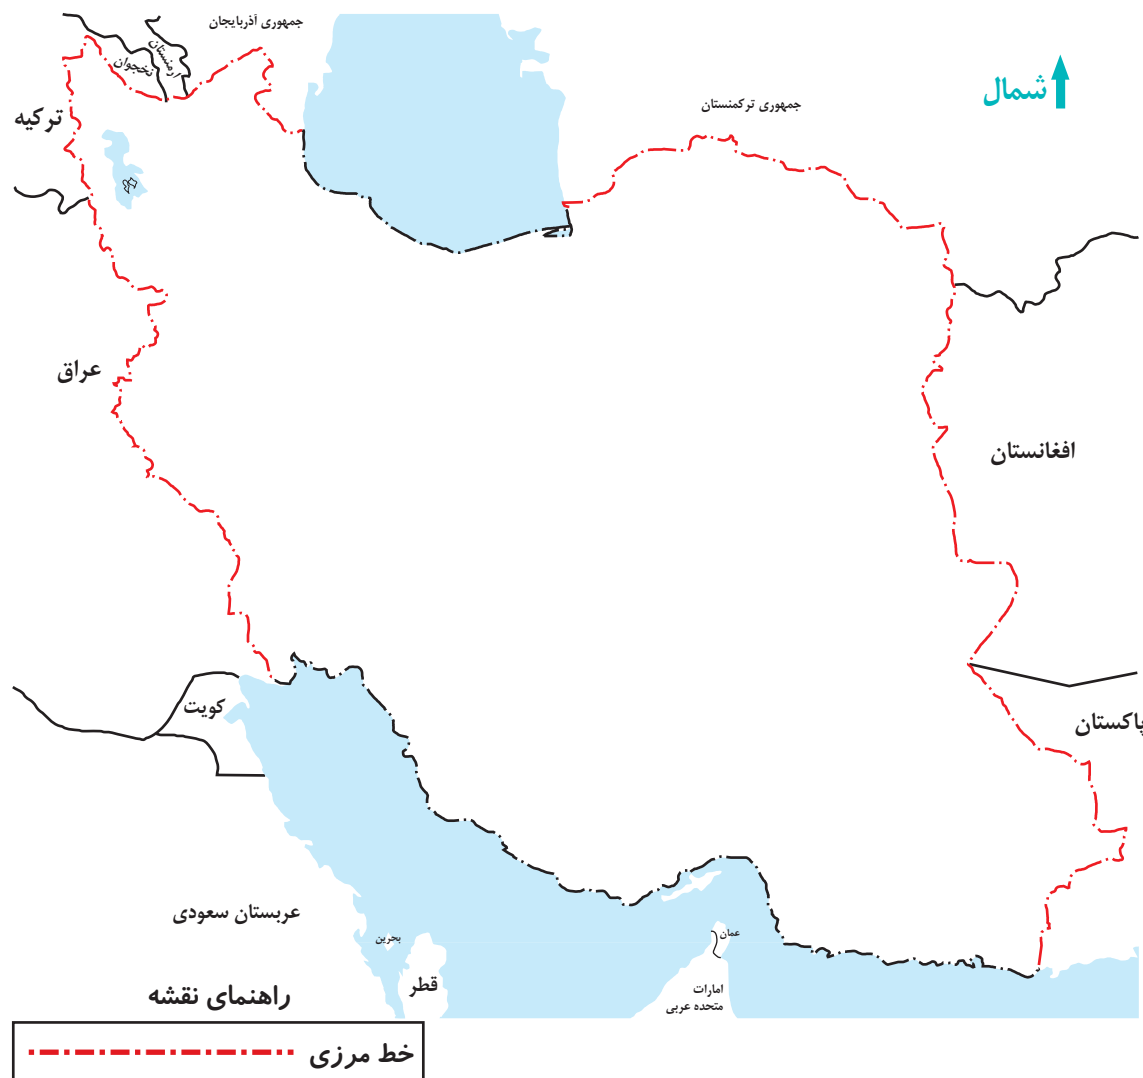 جمهوری آذربایجان
ارمنستان
نخجوان
شمال
جمهوری ترکمنستان
ترکیه
عراق
افغانستان
کویت
پاکستان
عربستان سعودی
بحرین
عمان
قطر
امارات
متحده عربی
راهنمای نقشه
خط مرزی